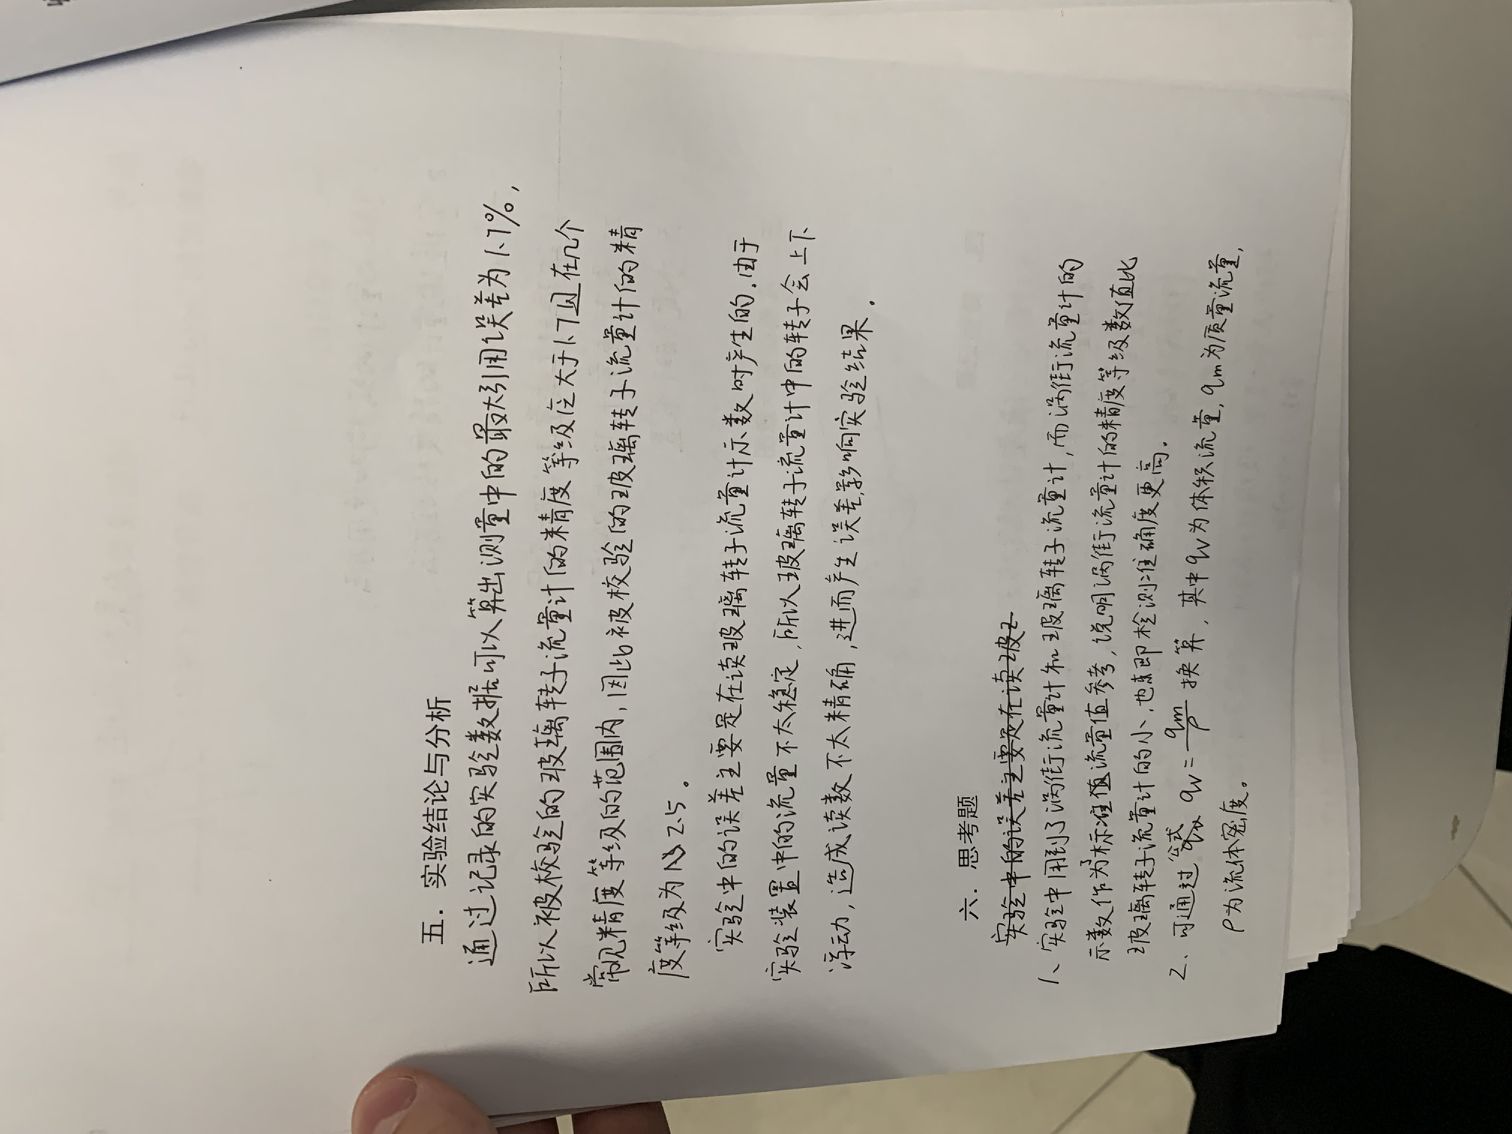 五．实验结论与分析
通过记录的实验数据可以算出测量中的最大引用误差为1.7%，
所以被校验的玻璃转子流量计的精度等级应大于1.7且在几个
常见精度等级的范围内，因此被校验的玻璃转子流量计的精
度等级为 2.5。
实验中的误差主要是在读玻璃转子流量计示数时产生的．由于
实验装置中的流量不太稳定，所以玻璃转子流量计中的转子会上下
浮动，造成读数不太精确，进而产生误差影响实验结果．
六．思考题
实验中的误差主要是在读玻
1、实验中用到了涡街流量计和玻璃转子流量计，而涡街流量计的
示数作为了标准值流量值参考，说明涡街流量计的精度等级数值比
玻璃转子流量计的小，也即检测准确度更高．
2、可通过公式 qv = qm/ρ 换算，其中qv为体积流量，qm为质量流量，
ρ为流体密度。